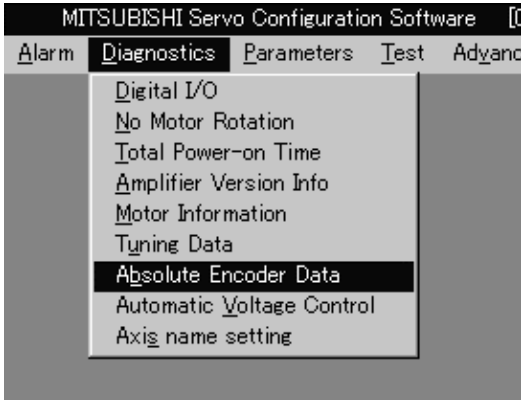 MITSUBISHI Servo Configuration Software
Alarm Diagnostics Parameters Test
Digital I/O
No Motor Rotation
Total Power-on Time
Amplifier Version Info
Motor Information
Tuning Data
Absolute Encoder Data
Automatic Voltage Control
Axis name setting